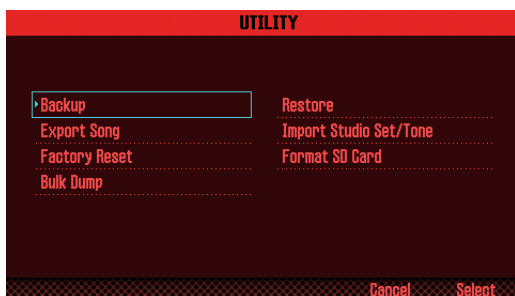 UTILITY
Backup
Restore
Export Song
Import Studio Set/Tone
Factory Reset
Format SD Card
Bulk Dump
Cancel Select